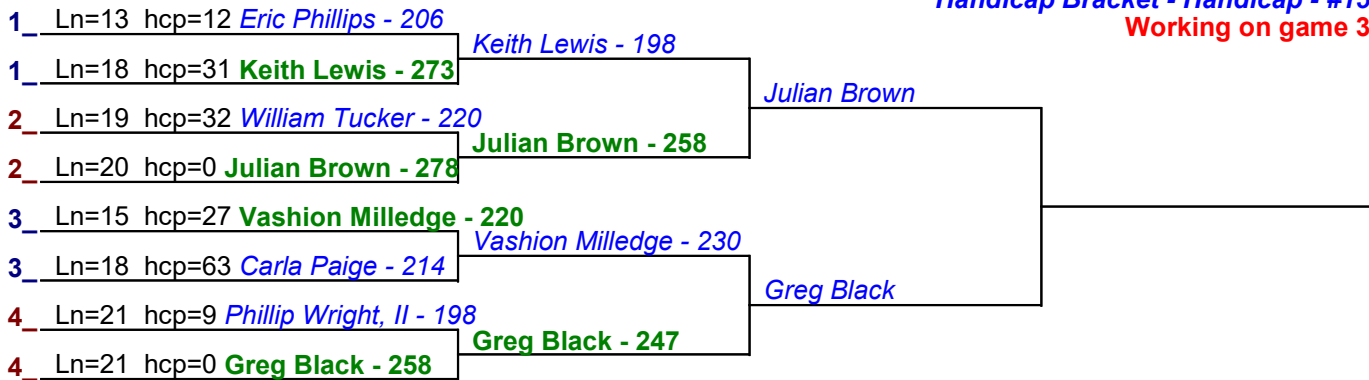 Handicap Bracket - Handicap - #15
Working on game 3
1_ Ln=13 hcp=12 Eric Phillips - 206
Keith Lewis - 198
1_ Ln=18 hcp=31 Keith Lewis - 273
Julian Brown
2_ Ln=19 hcp=32 William Tucker - 220
Julian Brown - 258
2_ Ln=20 hcp=0 Julian Brown - 278
3_ Ln=15 hcp=27 Vashion Milledge - 220
Vashion Milledge - 230
3_ Ln=18 hcp=63 Carla Paige - 214
Greg Black
4_ Ln=21 hcp=9 Phillip Wright, II - 198
Greg Black - 247
4_ Ln=21 hcp=0 Greg Black - 258